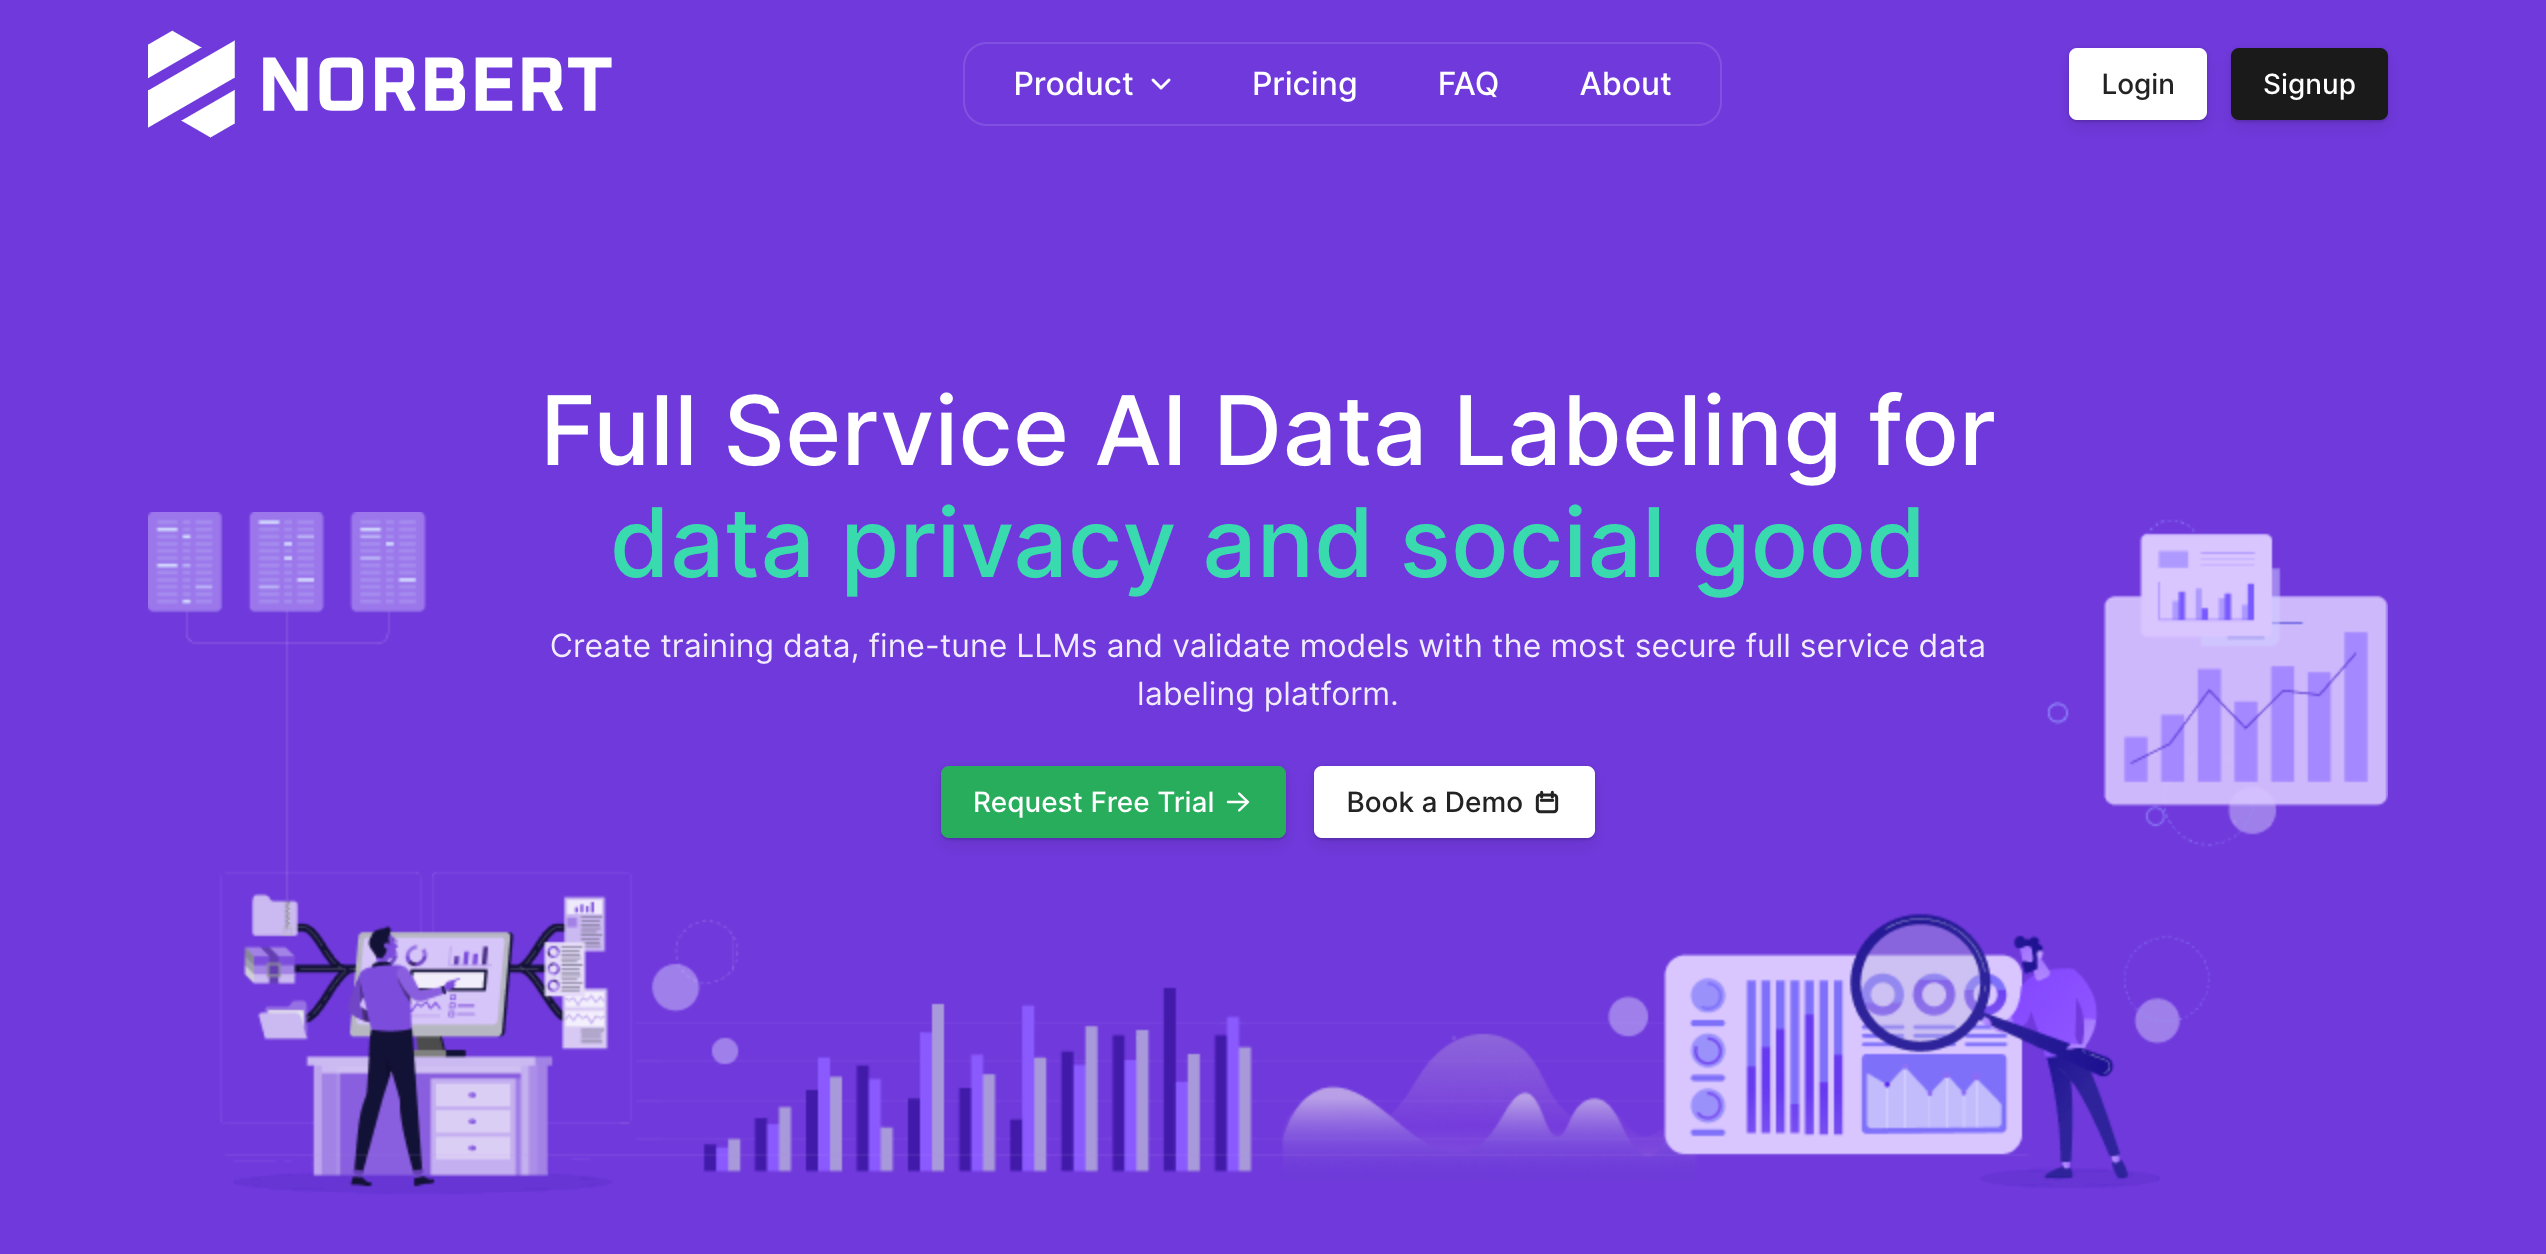 NORBERT
Product
Pricing
FAQ
About
Login
Signup
Full Service AI Data Labeling for
data privacy and social good
Create training data, fine-tune LLMs and validate models with the most secure full service data
labeling platform.
Request Free Trial
Book a Demo